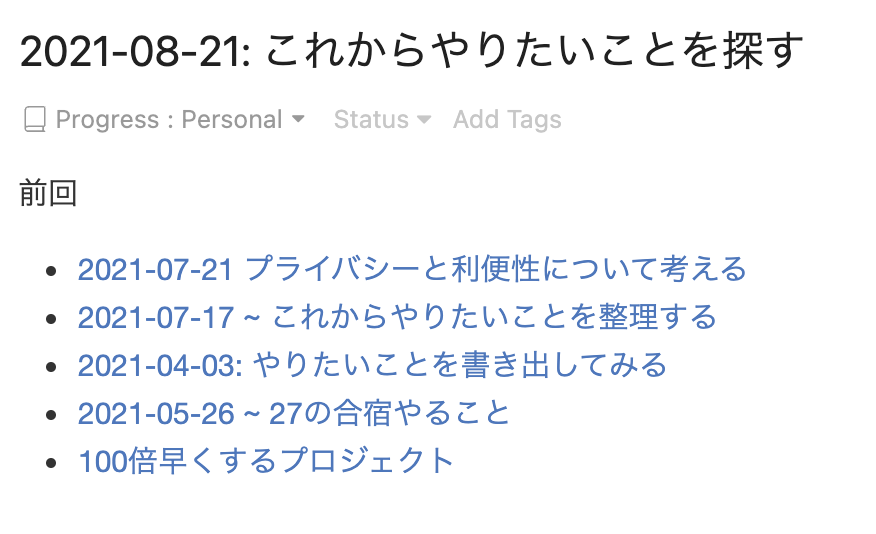 2021-08-21: これからやりたいことを探す
Progress : Personal Status Add Tags
前回
2021-07-21 プライバシーと利便性について考える
2021-07-17 ~ これからやりたいことを整理する
2021-04-03: やりたいことを書き出してみる
2021-05-26 ~ 27の合宿やること
100倍早くするプロジェクト